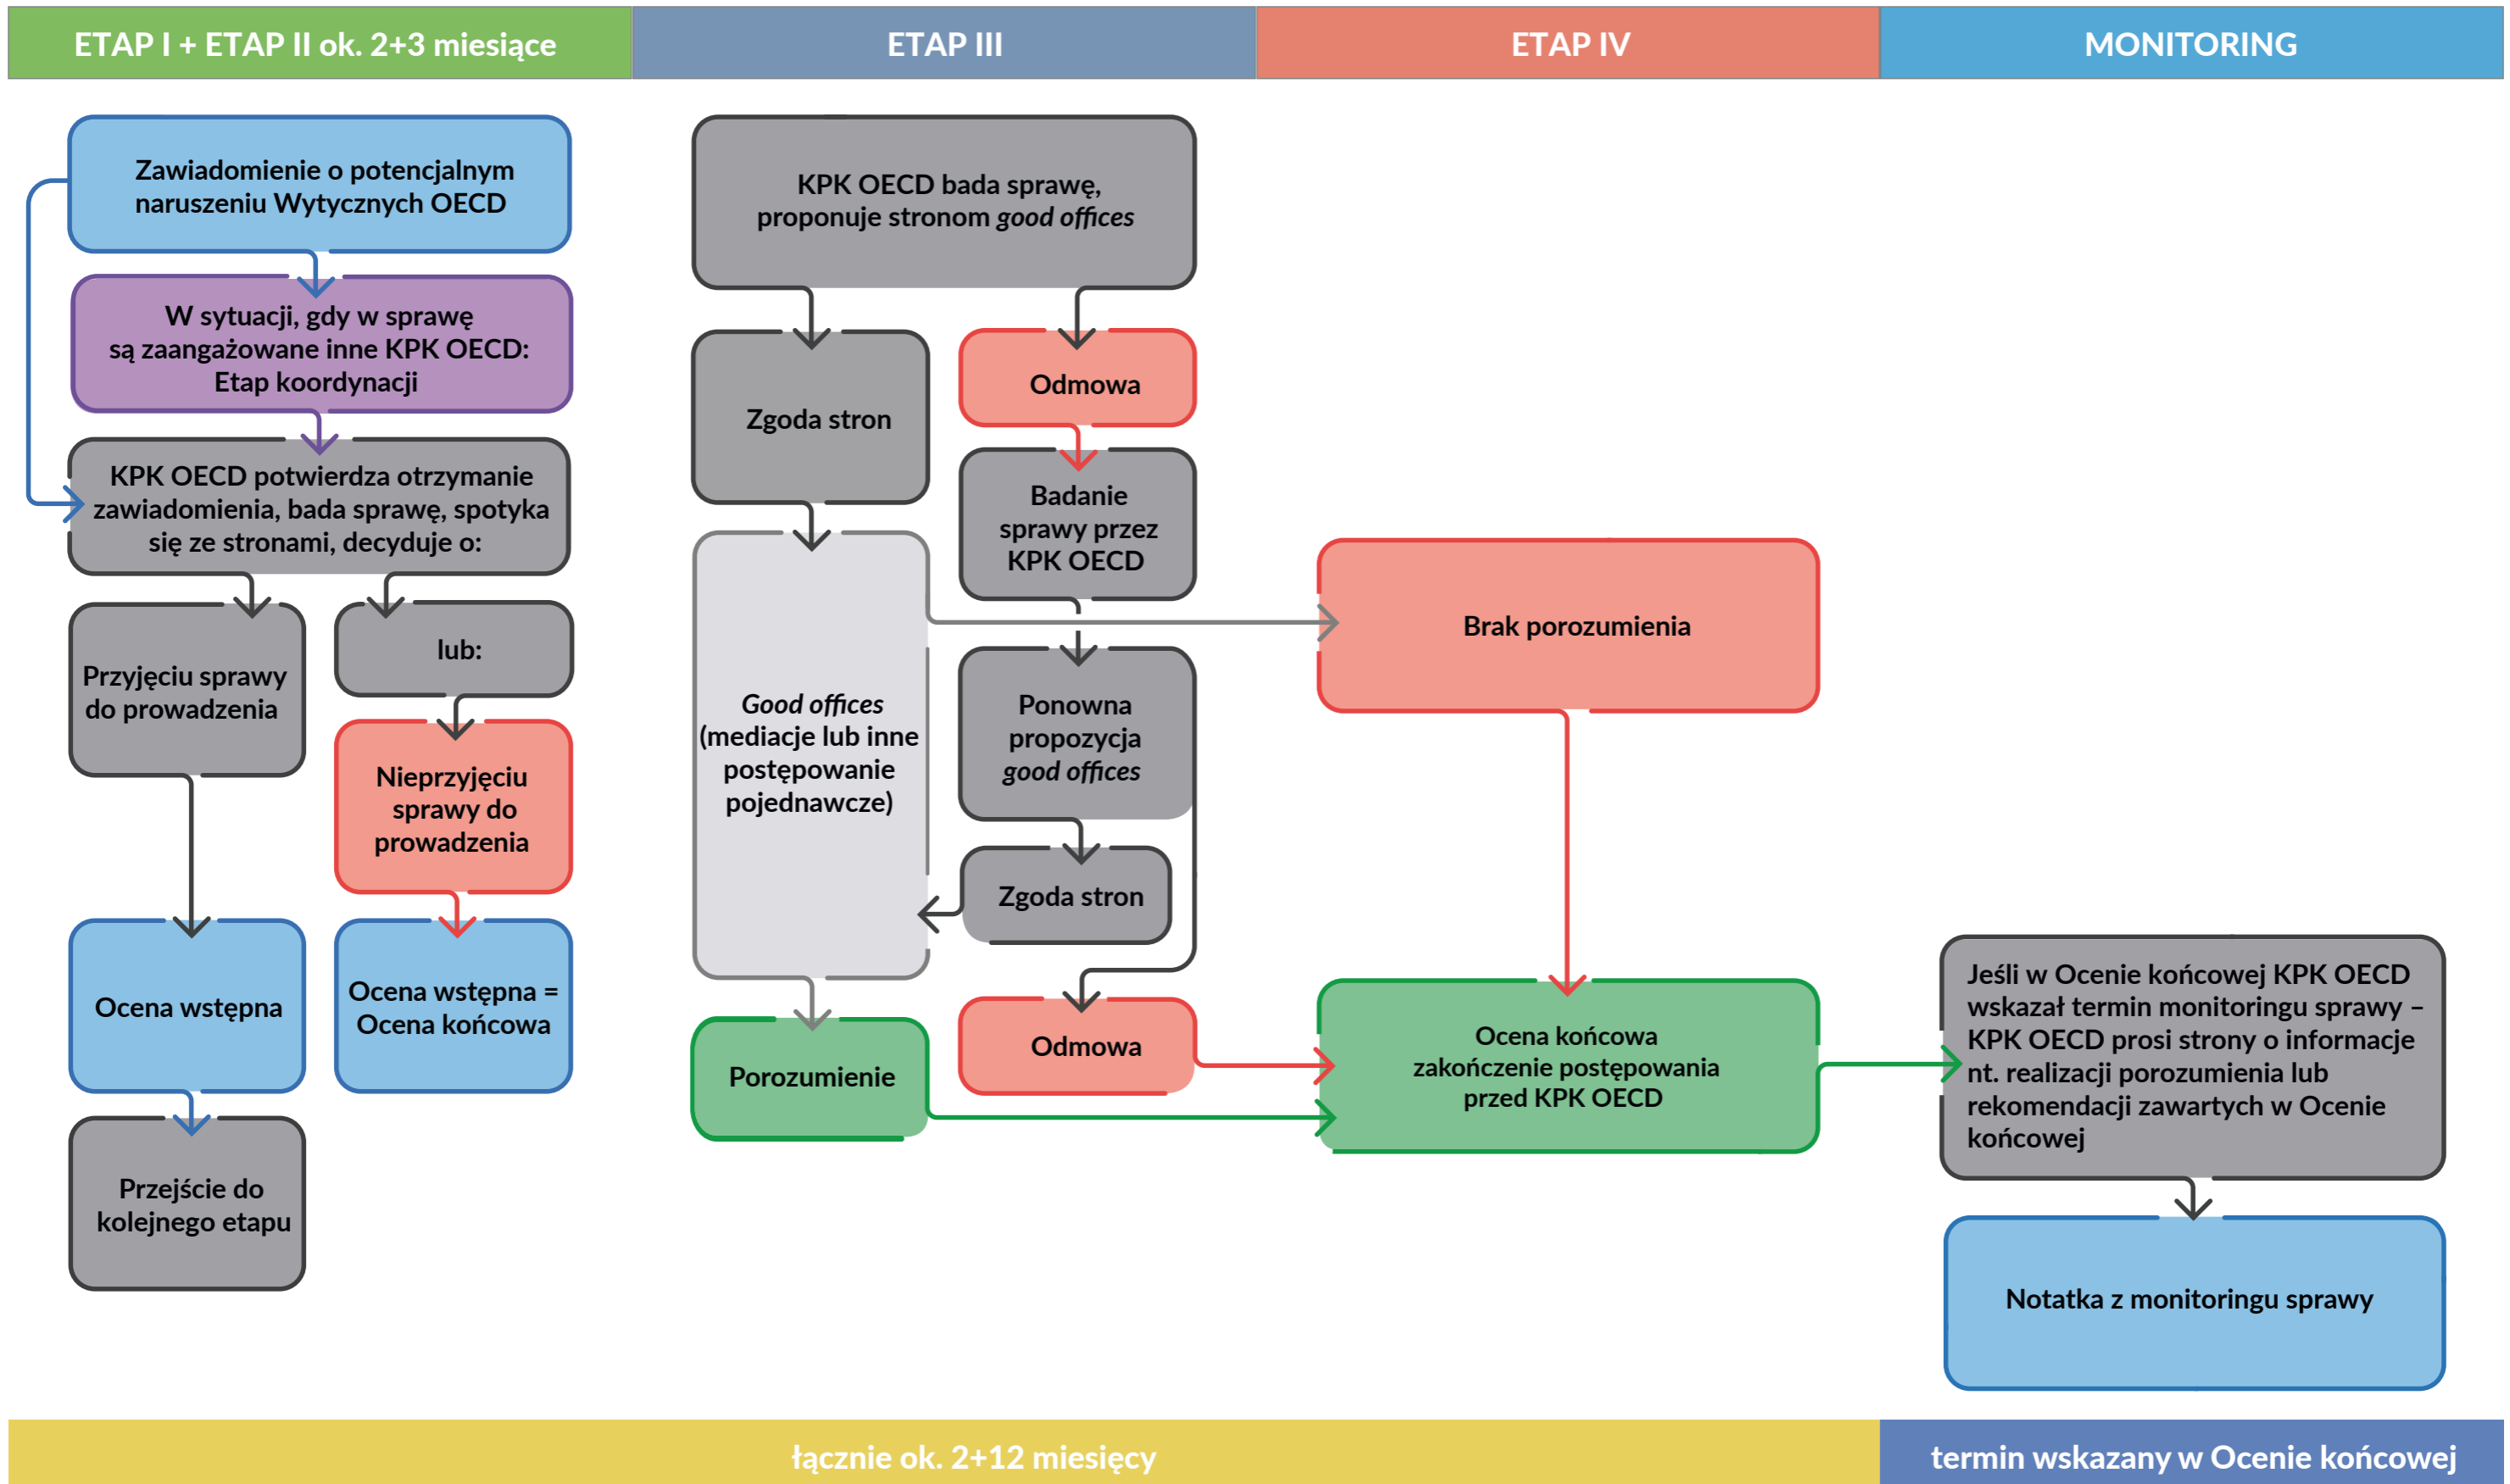 ETAP I + ETAP II ok. 2+3 miesiące
ETAP III
ETAP IV
MONITORING
Zawiadomienie o potencjalnym
naruszeniu Wytycznych OECD
W sytuacji, gdy w sprawę
są zaangażowane inne KPK OECD:
Etap koordynacji
KPK OECD potwierdza otrzymanie
zawiadomienia, bada sprawę, spotyka
się ze stronami, decyduje o:
Przyjęciu sprawy
do prowadzenia
lub:
Nieprzyjęciu
sprawy do
prowadzenia
Ocena wstępna
Ocena wstępna =
Ocena końcowa
Przejście do
kolejnego etapu
KPK OECD bada sprawę,
proponuje stronom good offices
Zgoda stron
Odmowa
Badanie
sprawy przez
KPK OECD
Good offices
(mediacje lub inne
postępowanie
pojednawcze)
Ponowna
propozycja
good offices
Zgoda stron
Odmowa
Porozumienie
Brak porozumienia
Ocena końcowa
zakończenie postępowania
przed KPK OECD
Jeśli w Ocenie końcowej KPK OECD
wskazał termin monitoringu sprawy –
KPK OECD prosi strony o informacje
nt. realizacji porozumienia lub
rekomendacji zawartych w Ocenie
końcowej
Notatka z monitoringu sprawy
łącznie ok. 2+12 miesięcy
termin wskazany w Ocenie końcowej